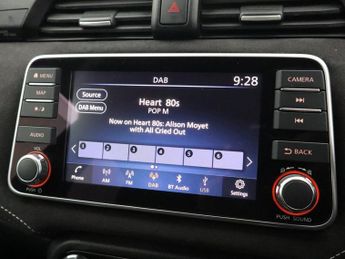 DAB
9:28
MENU
MAP
AUDIO
VOL
PUSH
Source
DAB Menu
Heart 80s
POP M
Now on Heart 80s: Alison Moyet
with All Cried Out
1 2 3 4 5 6
Phone
AM
FM
DAB
BT Audio
USB
Settings
CAMERA
BACK
PUSH SOUND